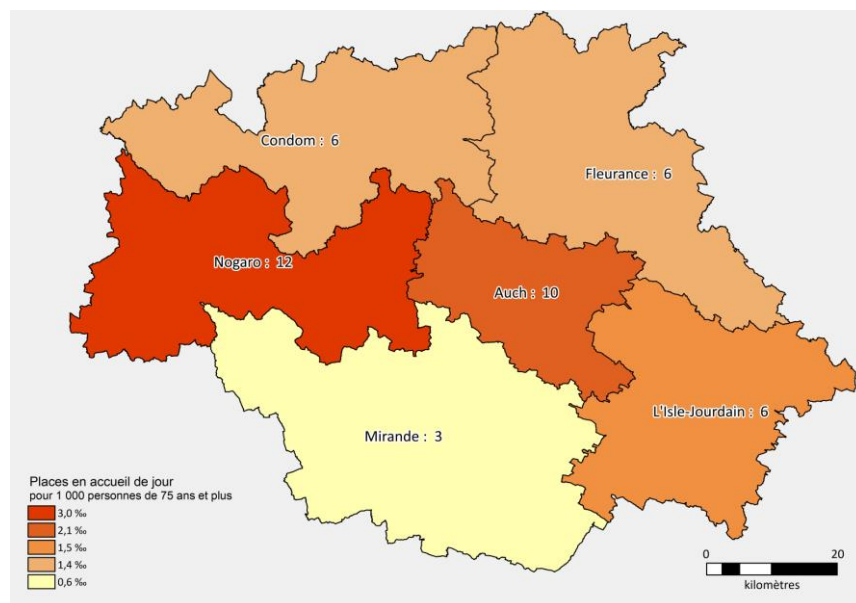 Condom : 6
Fleurance : 6
Nogaro : 12
Auch : 10
L'Isle-Jourdain : 6
Mirande : 3
Places en accueil de jour
pour 1 000 personnes de 75 ans et plus
3,0 ‰
2,1 ‰
1,5 ‰
1,4 ‰
0,6 ‰
0 20
kilomètres